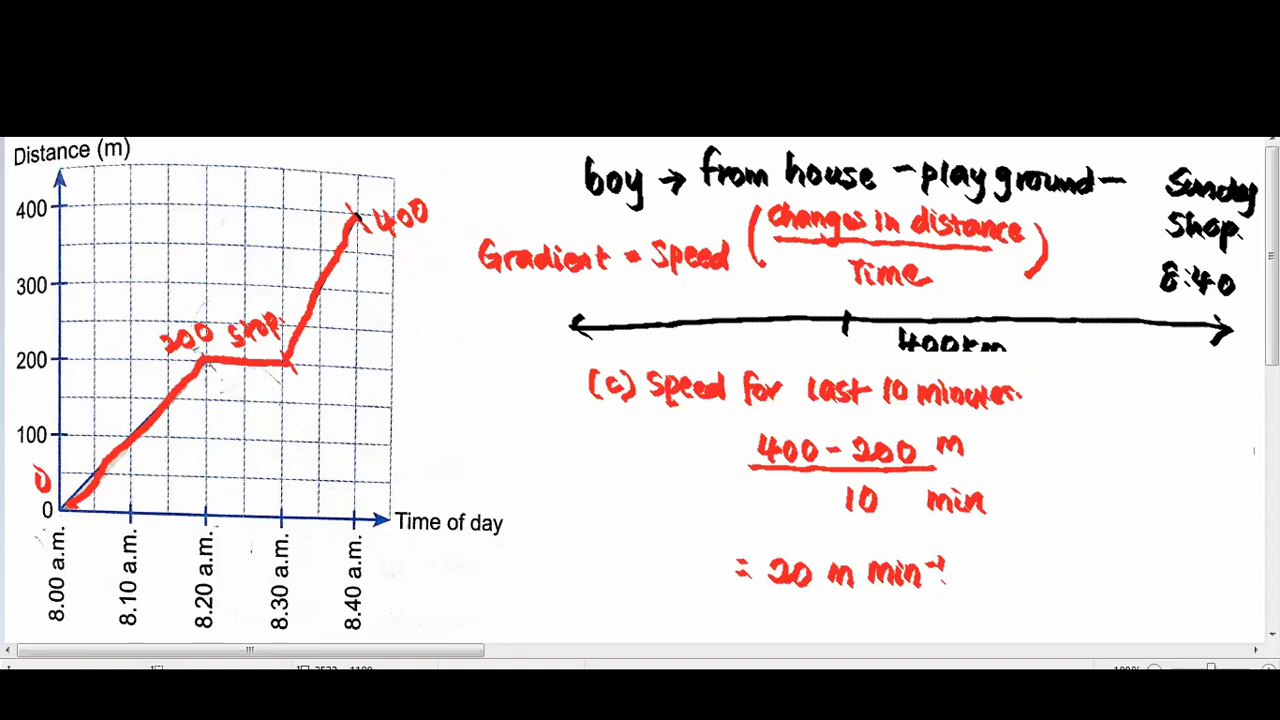 Distance (m)
400
300
200
100
0
0
8.00 a.m.
8.10 a.m.
8.20 a.m.
8.30 a.m.
8.40 a.m.
Time of day
200 stop.
400
boy → from house - playground -
Sunday
Shop.
8:40
Gradient = Speed ( changes in distance
Time )
400km
(c) Speed for last 10 minutes.
400 - 200 m
10 min
= 20 m min⁻¹